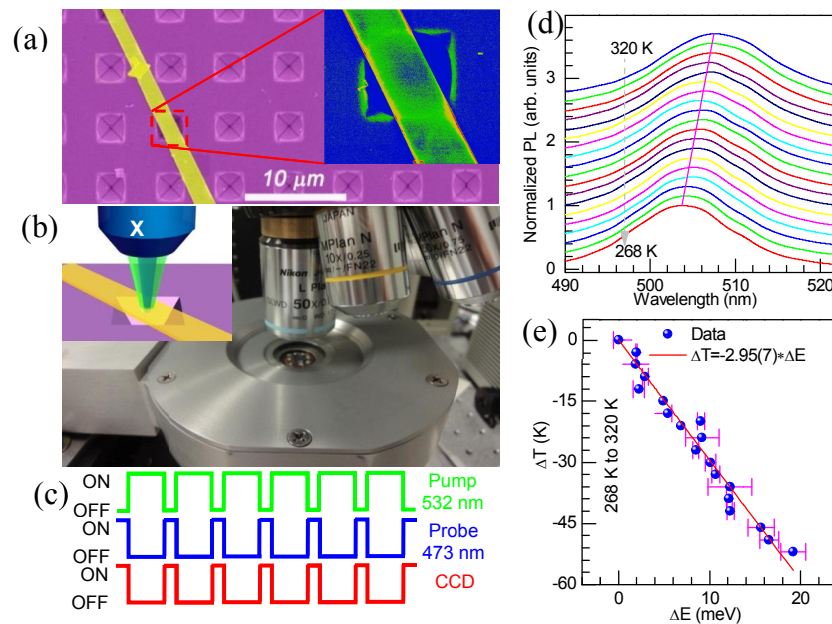 (a)
10 µm
(b)
X
JAPAN
MPlan N
10x/0.25
∞/-/FN22
Nikon
L Plan
50X/0.
(c)
ON
OFF
Pump
532 nm
ON
OFF
Probe
473 nm
ON
OFF
CCD
(d)
Normalized PL (arb. units)
3
2
1
0
320 K
268 K
490
500
510
520
Wavelength (nm)
(e)
Data
ΔT=-2.95(7)*ΔE
ΔT (K)
0
-15
-30
-45
-60
268 K to 320 K
0
10
20
ΔE (meV)